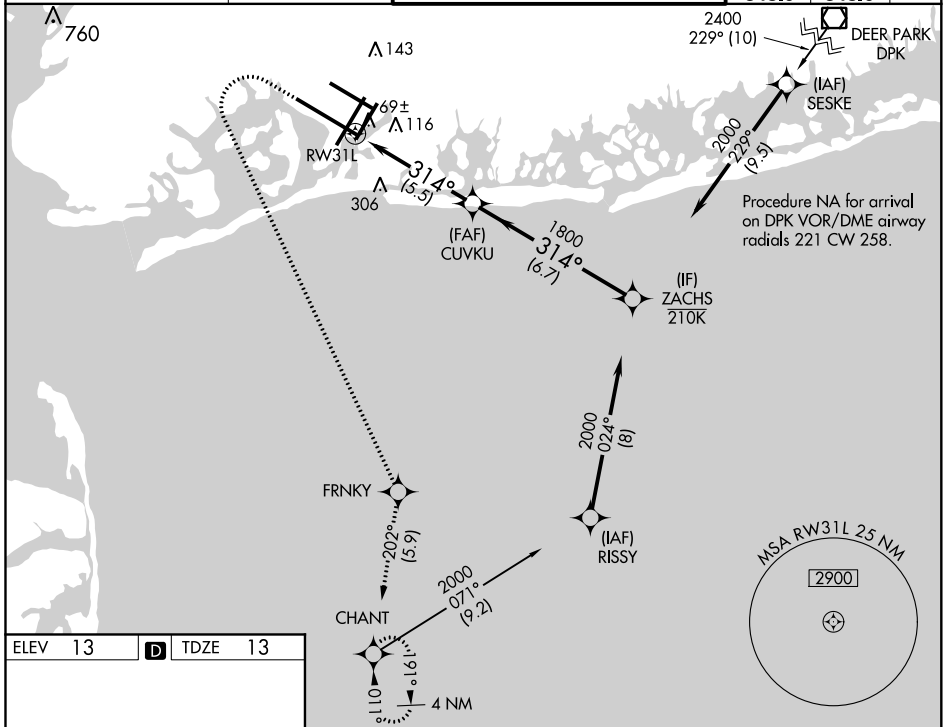 760
143
2400
229° (10)
DEER PARK
DPK
(IAF)
SESKE
69±
116
RW31L
2000
229°
(9.5)
314°
(5.5)
306
Procedure NA for arrival
on DPK VOR/DME airway
radials 221 CW 258.
(FAF)
CUVKU
1800
314°
(6.7)
(IF)
ZACHS
210K
2000
024°
(8)
FRNKY
202°
(5.9)
(IAF)
RISSY
MSA RW31L 25 NM
2900
2000
071°
(9.2)
CHANT
191°
011°
4 NM
ELEV 13 D TDZE 13